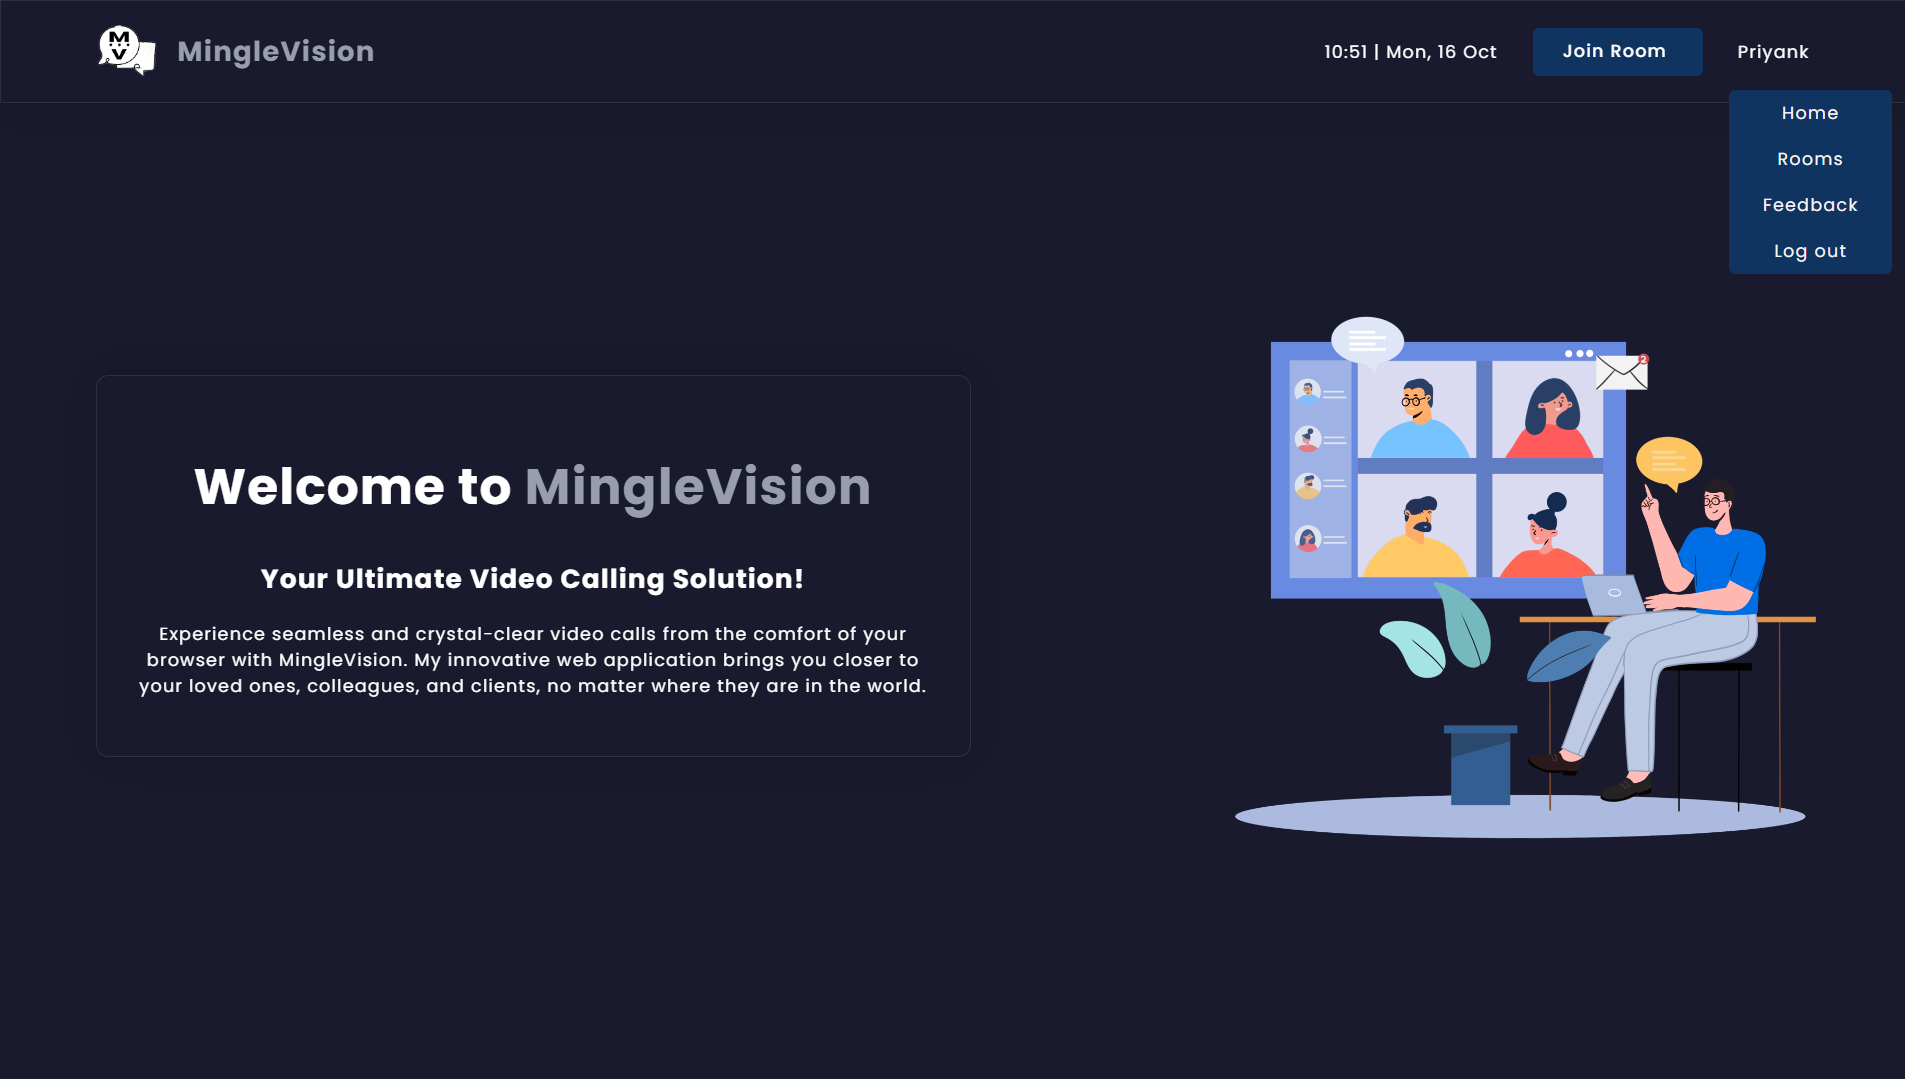 M
V
MingleVision
10:51 | Mon, 16 Oct
Join Room
Priyank
Home
Rooms
Feedback
Log out
2
Welcome to MingleVision
Your Ultimate Video Calling Solution!
Experience seamless and crystal-clear video calls from the comfort of your
browser with MingleVision. My innovative web application brings you closer to
your loved ones, colleagues, and clients, no matter where they are in the world.